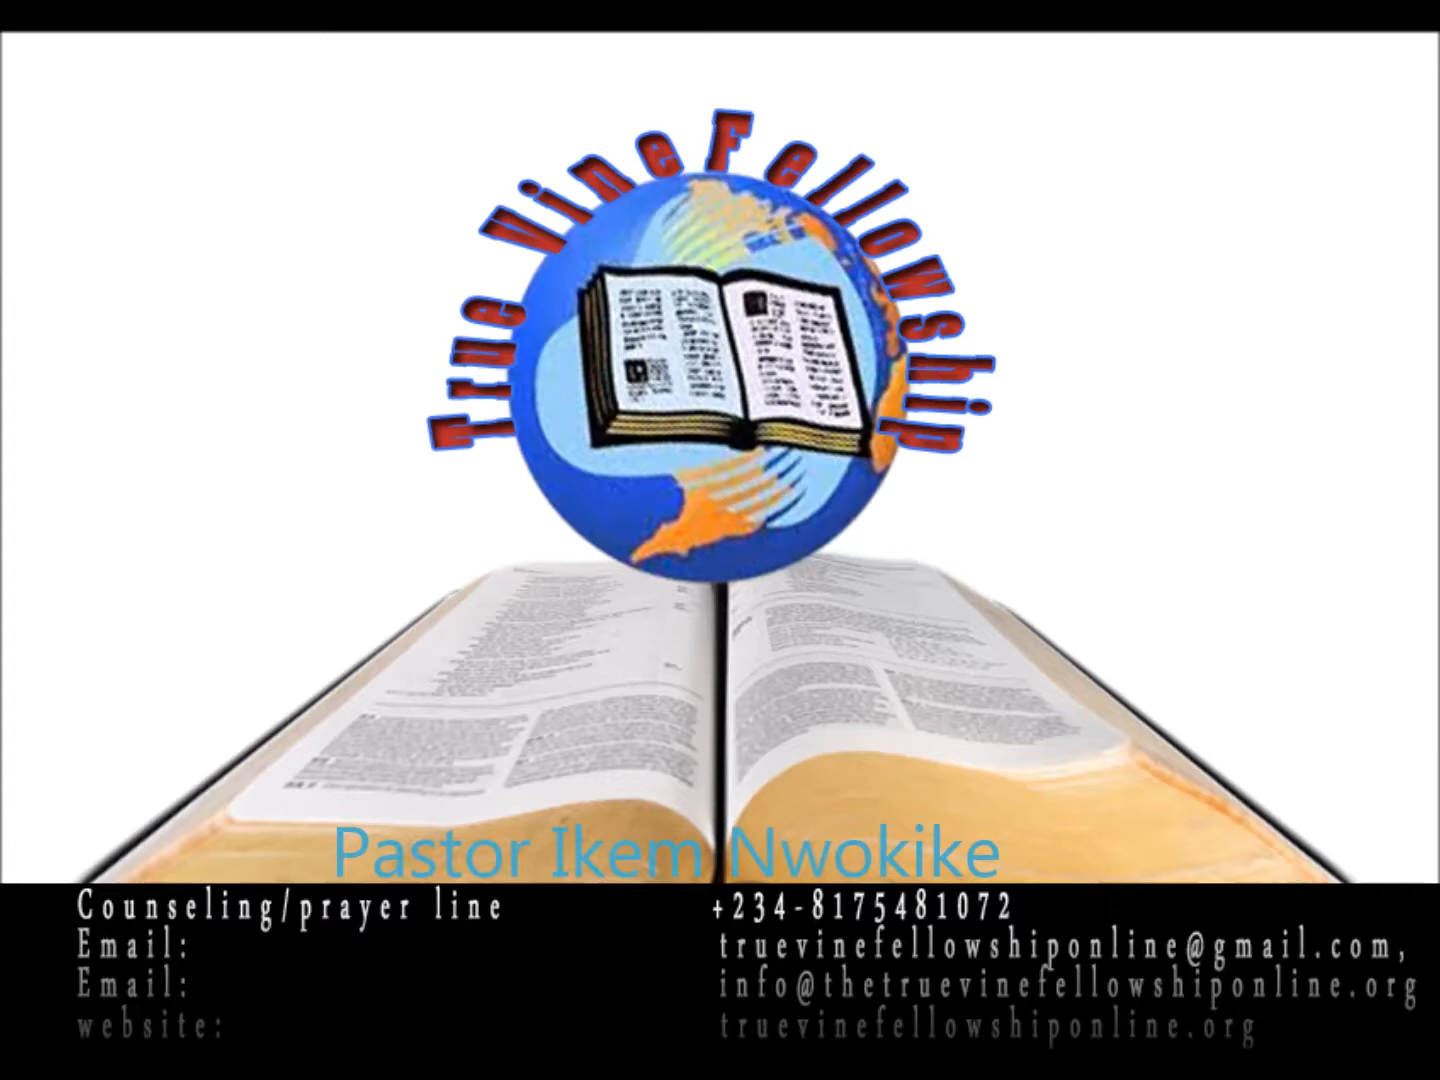 True Vine Fellowship
Pastor Ikem Nwokike
Counseling/prayer line +234-8175481072
Email: truevinefellowshiponline@gmail.com,
Email: info@thetruevinefellowshiponline.org
website: truevinefellowshiponline.org